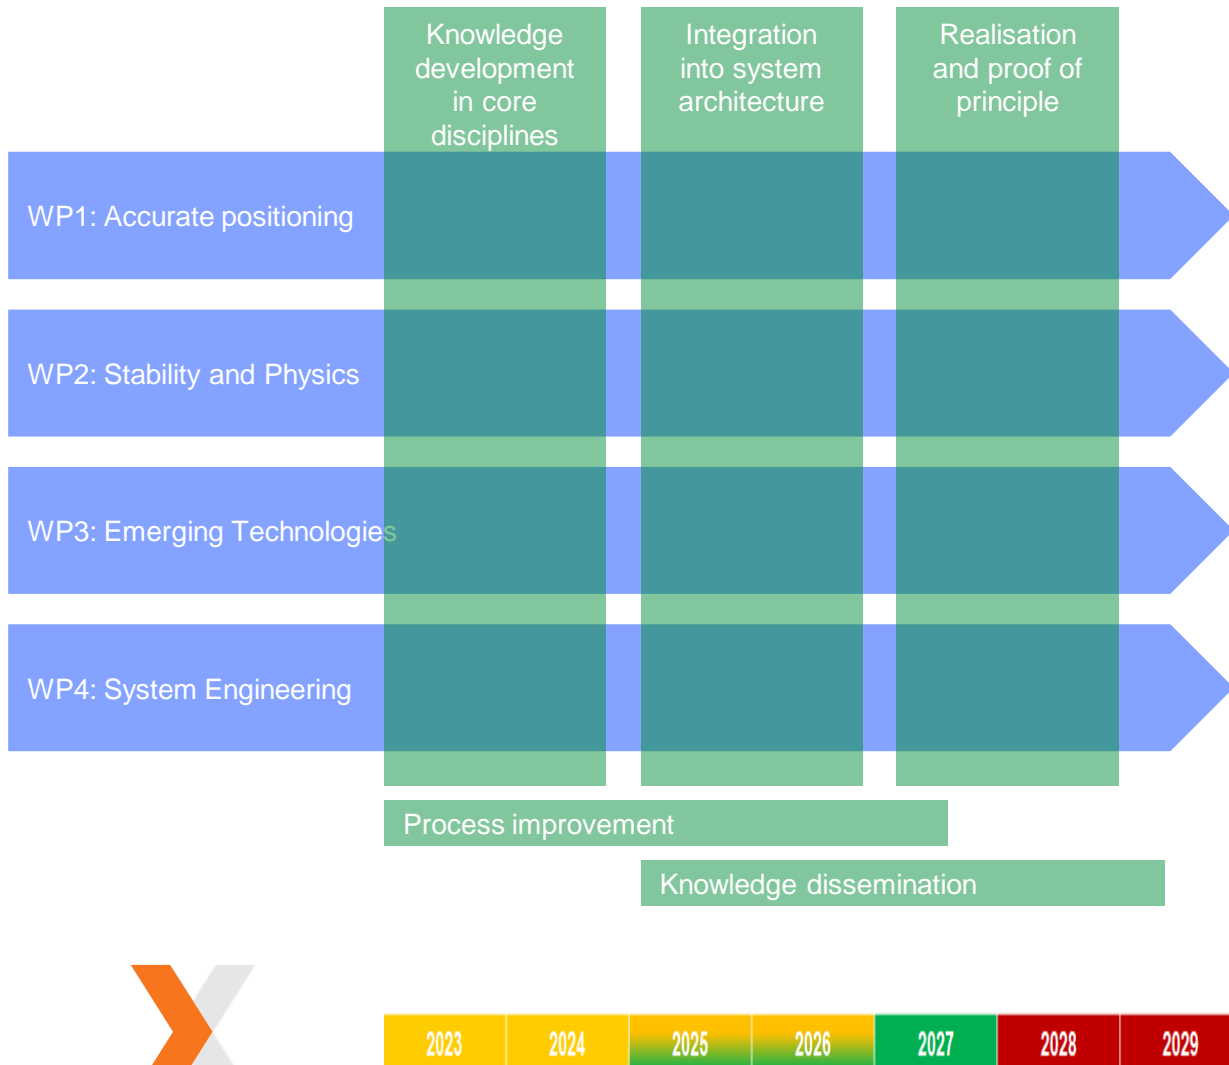 Knowledge
development
in core
disciplines
Integration
into system
architecture
Realisation
and proof of
principle
WP1: Accurate positioning
WP2: Stability and Physics
WP3: Emerging Technologies
WP4: System Engineering
Process improvement
Knowledge dissemination
2023 2024 2025 2026 2027 2028 2029